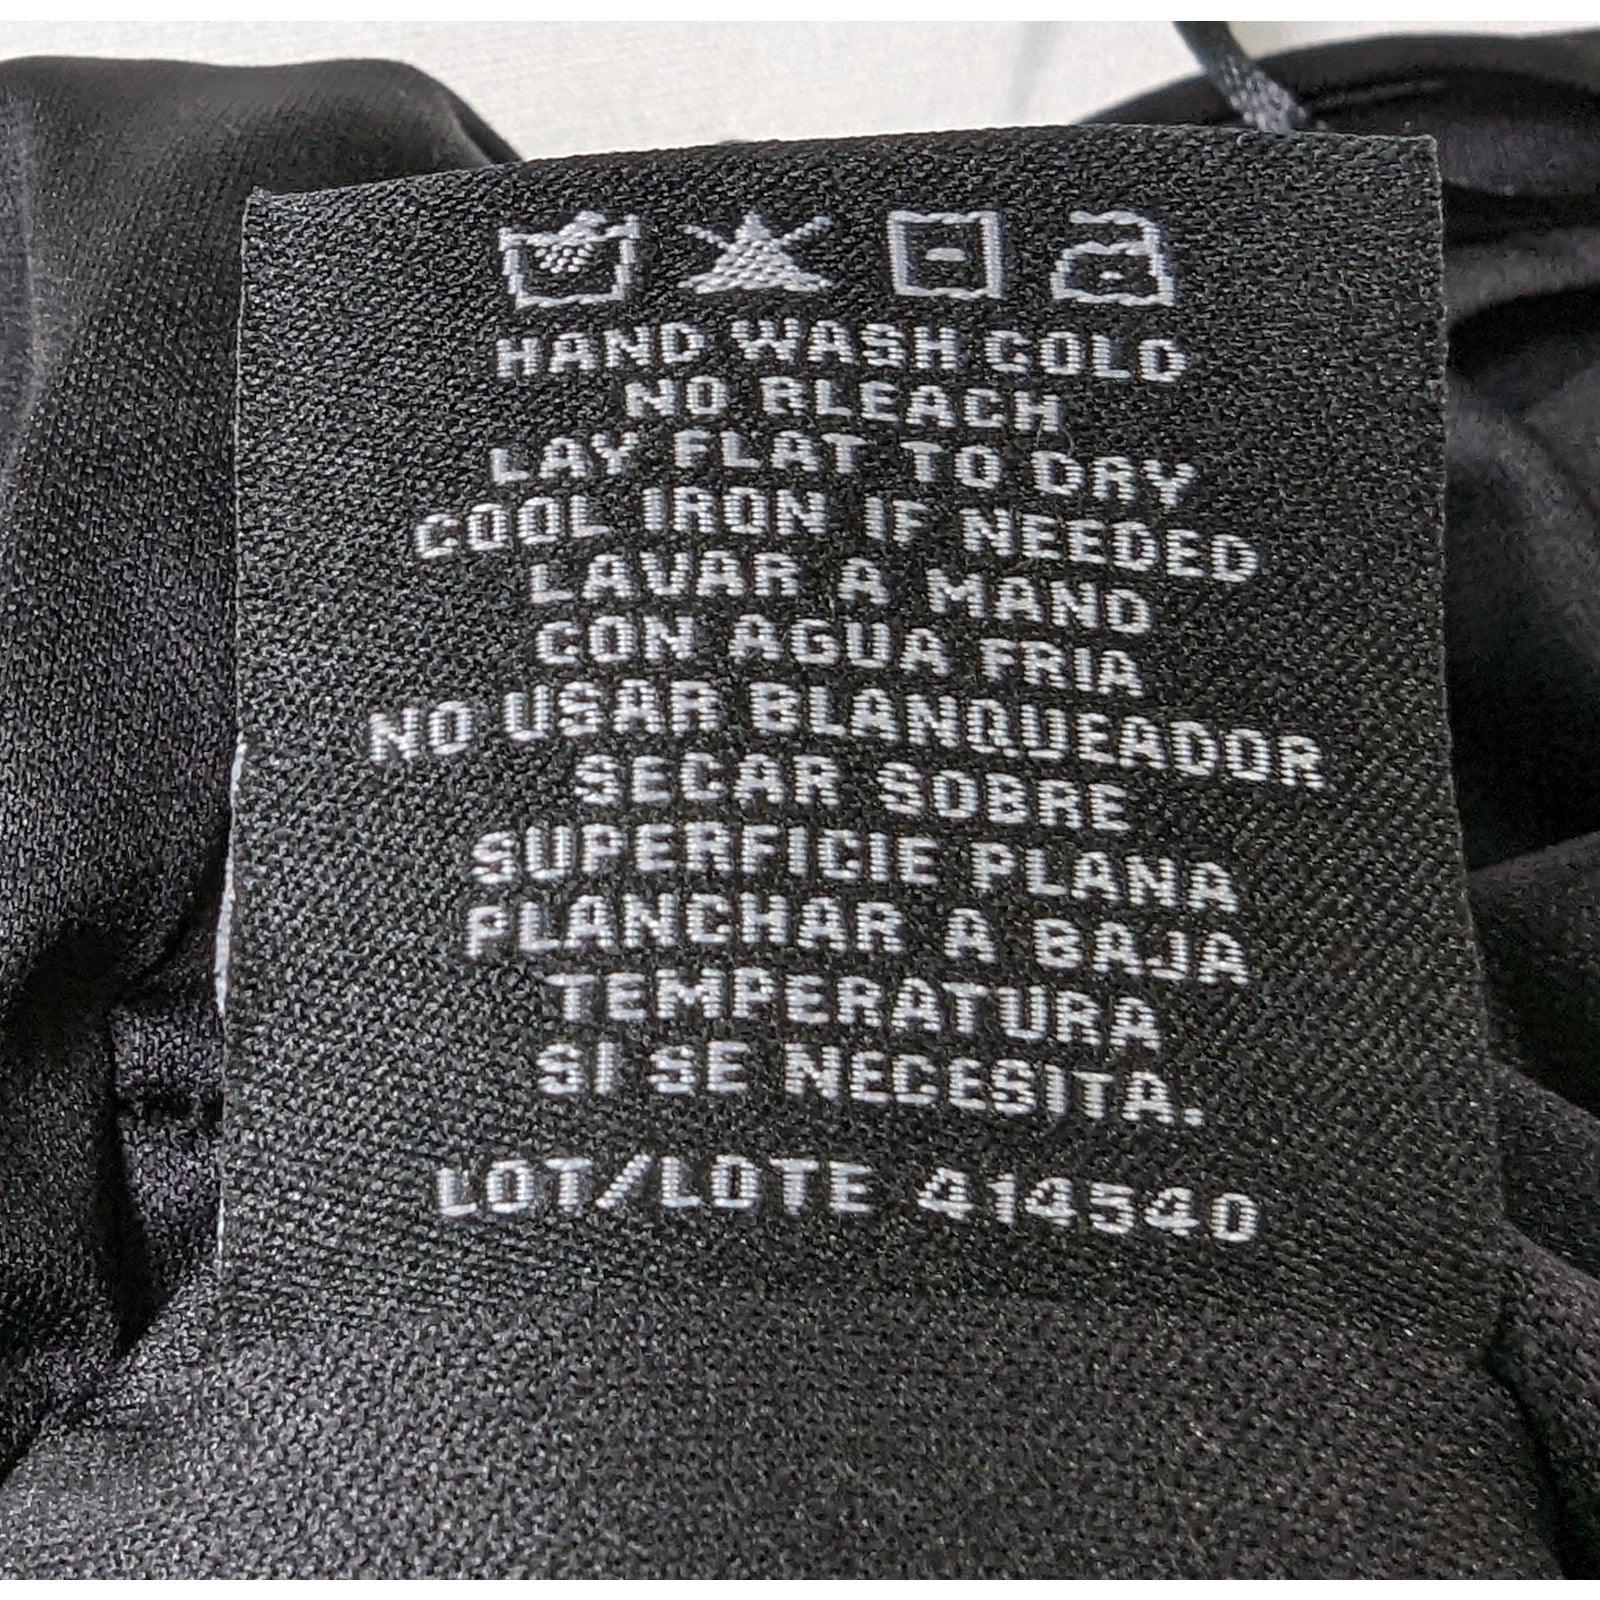 HAND WASH COLD
NO BLEACH
LAY FLAT TO DRY
COOL IRON IF NEEDED
LAVAR A MANO
CON AGUA FRIA
NO USAR BLANQUEADOR
SECAR SOBRE
SUPERFICIE PLANA
PLANCHAR A BAJA
TEMPERATURA
SI SE NECESITA.
LOT/LOTE 414540